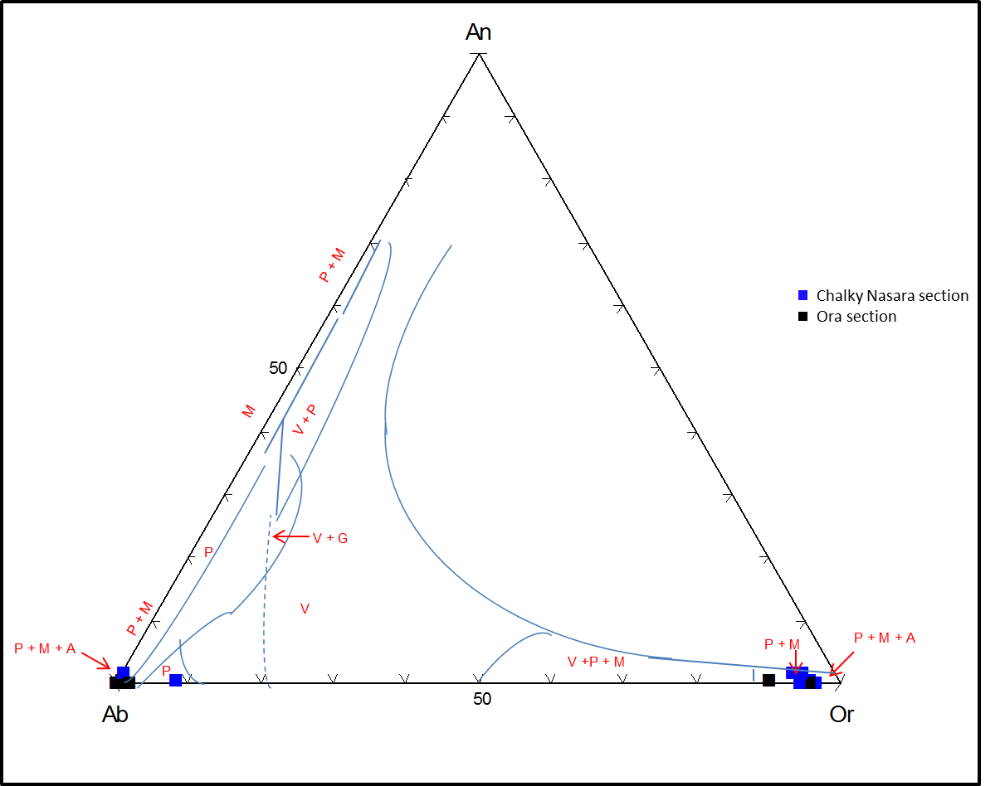 An
P + M
Chalky Nasara section
Ora section
50
M
V + P
V + G
P
V
P + M
P + M + A
P + M
P + M + A
V +P + M
P
50
Ab
Or